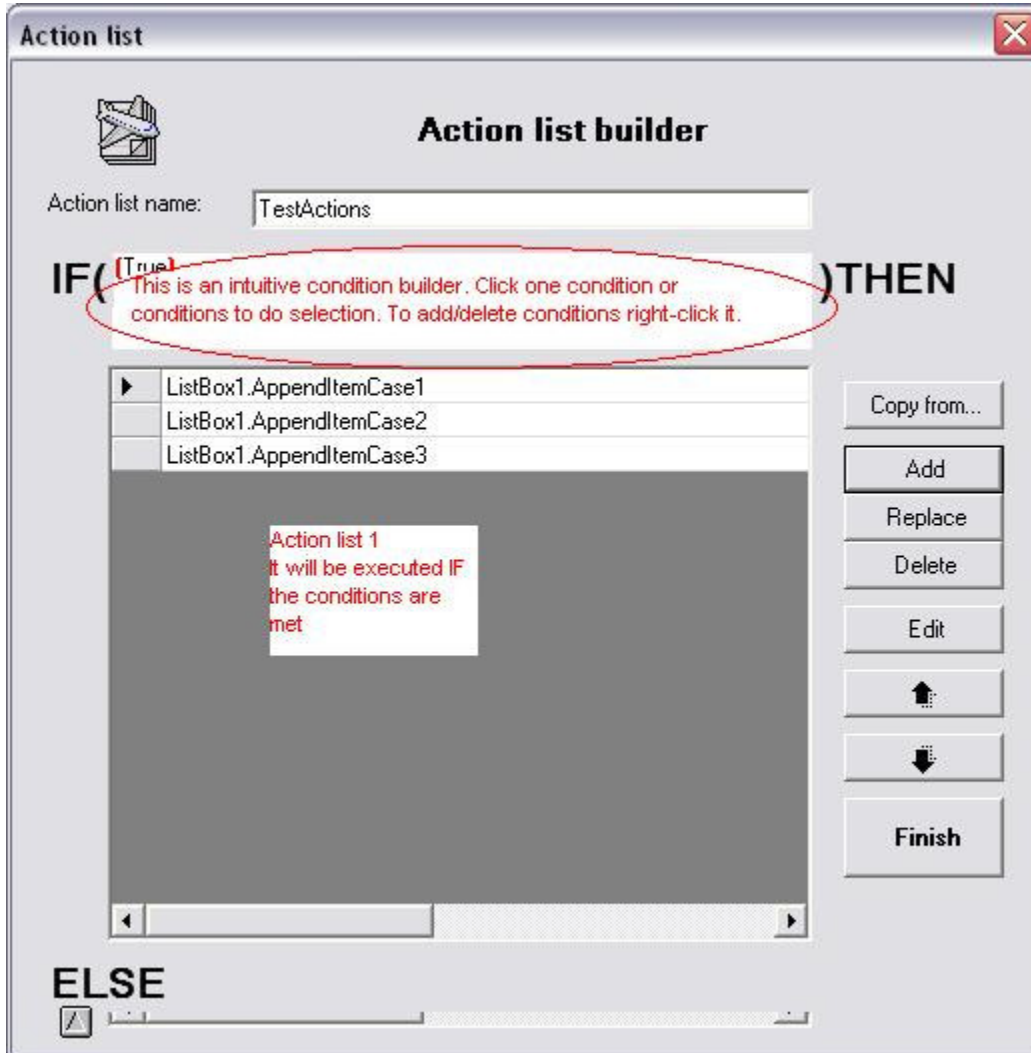 Action list
Action list builder
Action list name:
TestActions
IF(
(True)
)THEN
This is an intuitive condition builder. Click one condition or
conditions to do selection. To add/delete conditions right-click it.
ListBox1.AppendItemCase1
ListBox1.AppendItemCase2
ListBox1.AppendItemCase3
Action list 1
It will be executed IF
the conditions are
met
Copy from...
Add
Replace
Delete
Edit
Finish
ELSE